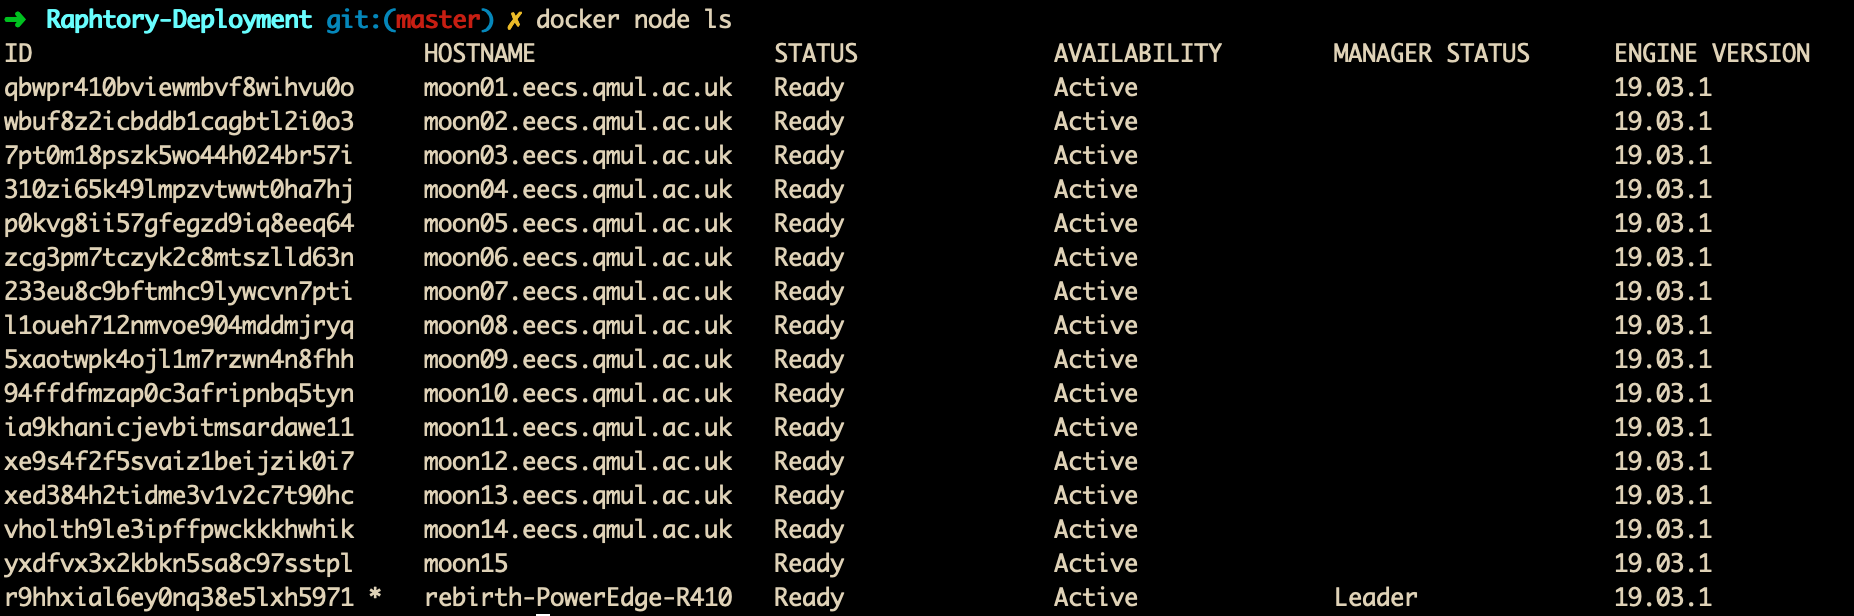 ➜ Raphtory-Deployment git:(master) ✗ docker node ls
ID HOSTNAME STATUS AVAILABILITY MANAGER STATUS ENGINE VERSION
qbwpr410bviewmbvf8wihvu0o moon01.eecs.qmul.ac.uk Ready Active 19.03.1
wbuf8z2icbddb1cagbtl2i0o3 moon02.eecs.qmul.ac.uk Ready Active 19.03.1
7pt0m18pszk5wo44h024br57i moon03.eecs.qmul.ac.uk Ready Active 19.03.1
310zi65k49lmpzvtwwt0ha7hj moon04.eecs.qmul.ac.uk Ready Active 19.03.1
p0kvg8ii57gfegzd9iq8eeq64 moon05.eecs.qmul.ac.uk Ready Active 19.03.1
zcg3pm7tczyk2c8mtszlld63n moon06.eecs.qmul.ac.uk Ready Active 19.03.1
233eu8c9bftmhc9lywcvn7pti moon07.eecs.qmul.ac.uk Ready Active 19.03.1
l1oueh712nmvoe904mddmjryq moon08.eecs.qmul.ac.uk Ready Active 19.03.1
5xaotwpk4ojl1m7rzwn4n8fhh moon09.eecs.qmul.ac.uk Ready Active 19.03.1
94ffdfmzap0c3afripnbq5tyn moon10.eecs.qmul.ac.uk Ready Active 19.03.1
ia9khanicjevbitmsardawe11 moon11.eecs.qmul.ac.uk Ready Active 19.03.1
xe9s4f2f5svaiz1beijzik0i7 moon12.eecs.qmul.ac.uk Ready Active 19.03.1
xed384h2tidme3v1v2c7t90hc moon13.eecs.qmul.ac.uk Ready Active 19.03.1
vholth9le3ipffpwckkkhwhik moon14.eecs.qmul.ac.uk Ready Active 19.03.1
yxdfvx3x2kbkn5sa8c97sstpl moon15 Ready Active 19.03.1
r9hhxial6ey0nq38e5lxh5971 * rebirth-PowerEdge-R410 Ready Active Leader 19.03.1